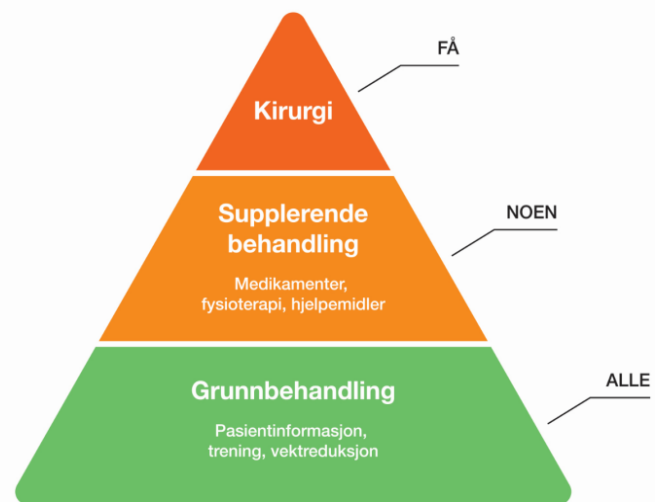 FÅ
Kirurgi
NOEN
Supplerende
behandling
Medikamenter,
fysioterapi, hjelpemidler
ALLE
Grunnbehandling
Pasientinformasjon,
trening, vektreduksjon